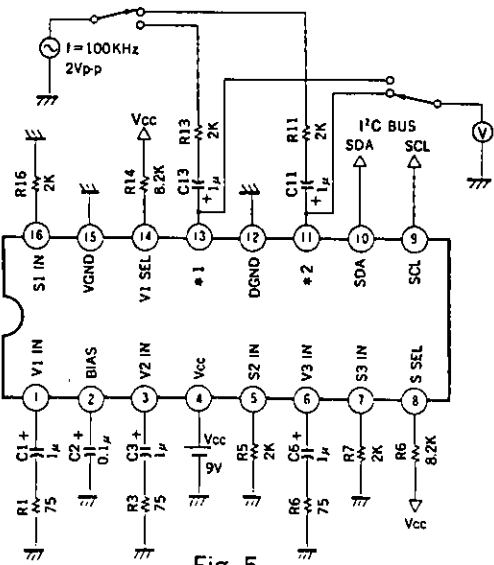 f = 100KHz
2Vp-p
R13
2K
R11
2K
I²C BUS
V
Vcc
SDA
SCL
R16
2K
R14
8.2K
C13
+ 1μ
C11
+ 1μ
16
15
14
13
12
11
10
9
S1 IN
VGND
V1 SEL
*1
DGND
*2
SDA
SCL
V1 IN
BIAS
V2 IN
Vcc
S2 IN
V3 IN
S3 IN
S SEL
1
2
3
4
5
6
7
8
C1 +
1μ
C2 +
0.1μ
C3 +
1μ
Vcc
9V
R5
2K
C6 +
1μ
R7
2K
R6
8.2K
R1
75
R3
75
R6
75
Vcc
Fig. 5